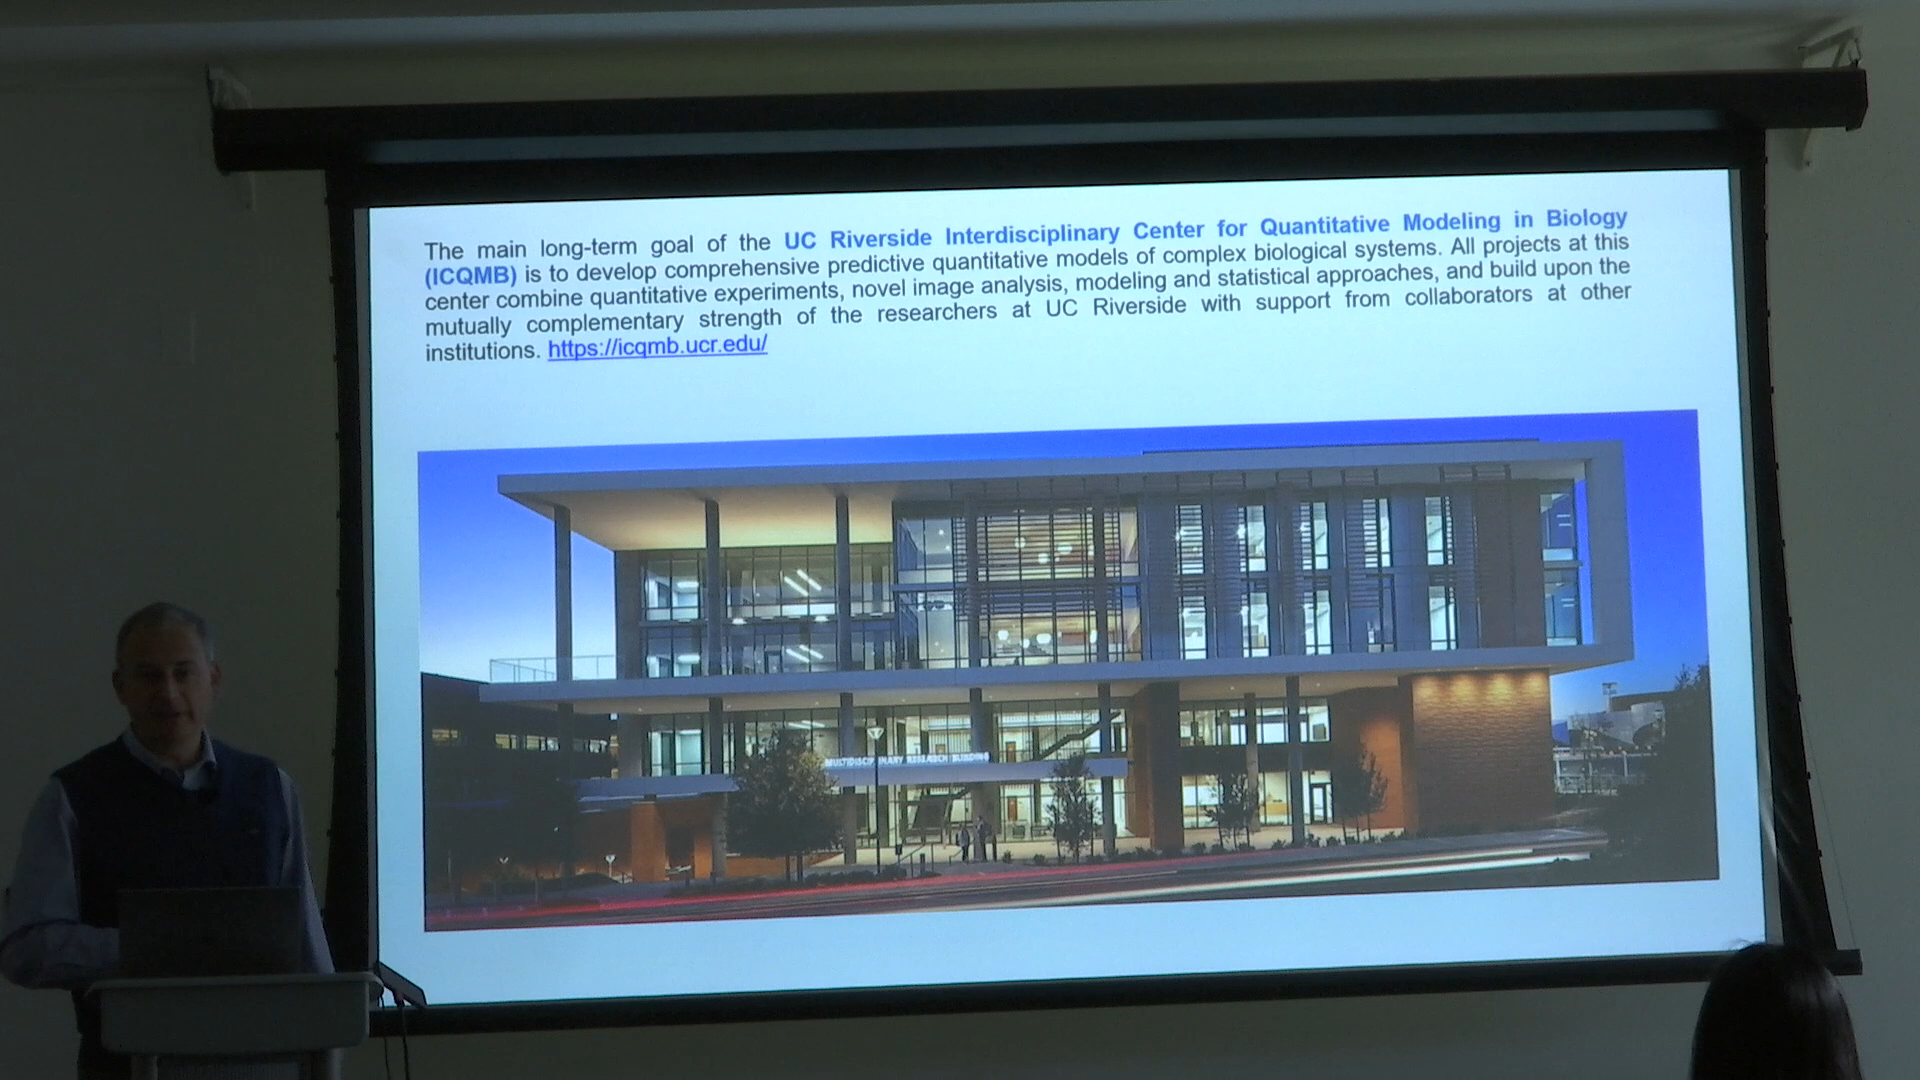 The main long-term goal of the UC Riverside Interdisciplinary Center for Quantitative Modeling in Biology
(ICQMB) is to develop comprehensive predictive quantitative models of complex biological systems. All projects at this
center combine quantitative experiments, novel image analysis, modeling and statistical approaches, and build upon the
mutually complementary strength of the researchers at UC Riverside with support from collaborators at other
institutions. https://icqmb.ucr.edu/
MULTIDISCIPLINARY RESEARCH BUILDING